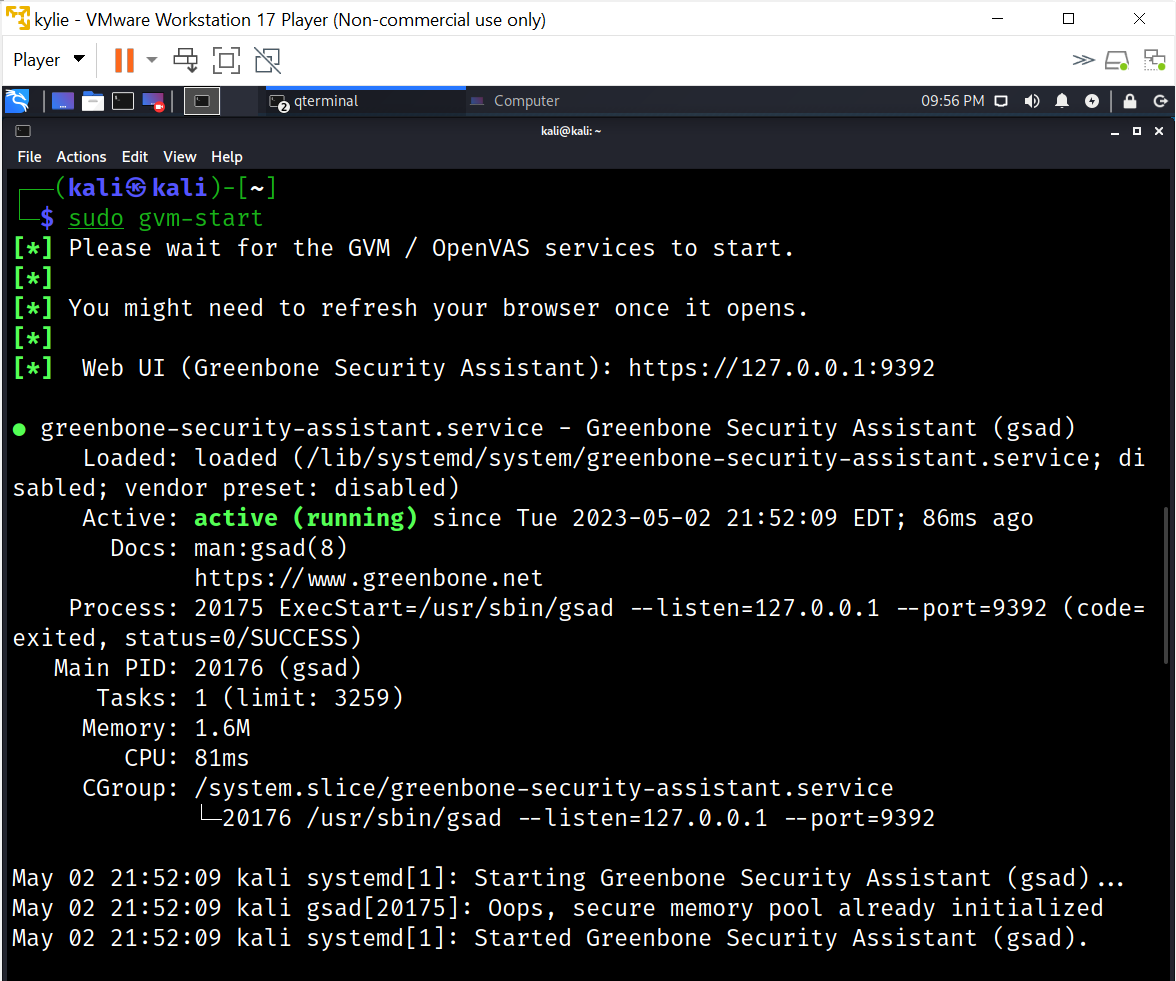 kylie - VMware Workstation 17 Player (Non-commercial use only)
Player
qterminal
2
Computer
09:56 PM
kali@kali: ~
File Actions Edit View Help
┌──(kali㉿kali)-[~]
└─$ sudo gvm-start
[*] Please wait for the GVM / OpenVAS services to start.
[*]
[*] You might need to refresh your browser once it opens.
[*]
[*]  Web UI (Greenbone Security Assistant): https://127.0.0.1:9392
● greenbone-security-assistant.service - Greenbone Security Assistant (gsad)
Loaded: loaded (/lib/systemd/system/greenbone-security-assistant.service; di
sabled; vendor preset: disabled)
Active: active (running) since Tue 2023-05-02 21:52:09 EDT; 86ms ago
Docs: man:gsad(8)
https://www.greenbone.net
Process: 20175 ExecStart=/usr/sbin/gsad --listen=127.0.0.1 --port=9392 (code=
exited, status=0/SUCCESS)
Main PID: 20176 (gsad)
Tasks: 1 (limit: 3259)
Memory: 1.6M
CPU: 81ms
CGroup: /system.slice/greenbone-security-assistant.service
└─20176 /usr/sbin/gsad --listen=127.0.0.1 --port=9392
May 02 21:52:09 kali systemd[1]: Starting Greenbone Security Assistant (gsad)...
May 02 21:52:09 kali gsad[20175]: Oops, secure memory pool already initialized
May 02 21:52:09 kali systemd[1]: Started Greenbone Security Assistant (gsad).